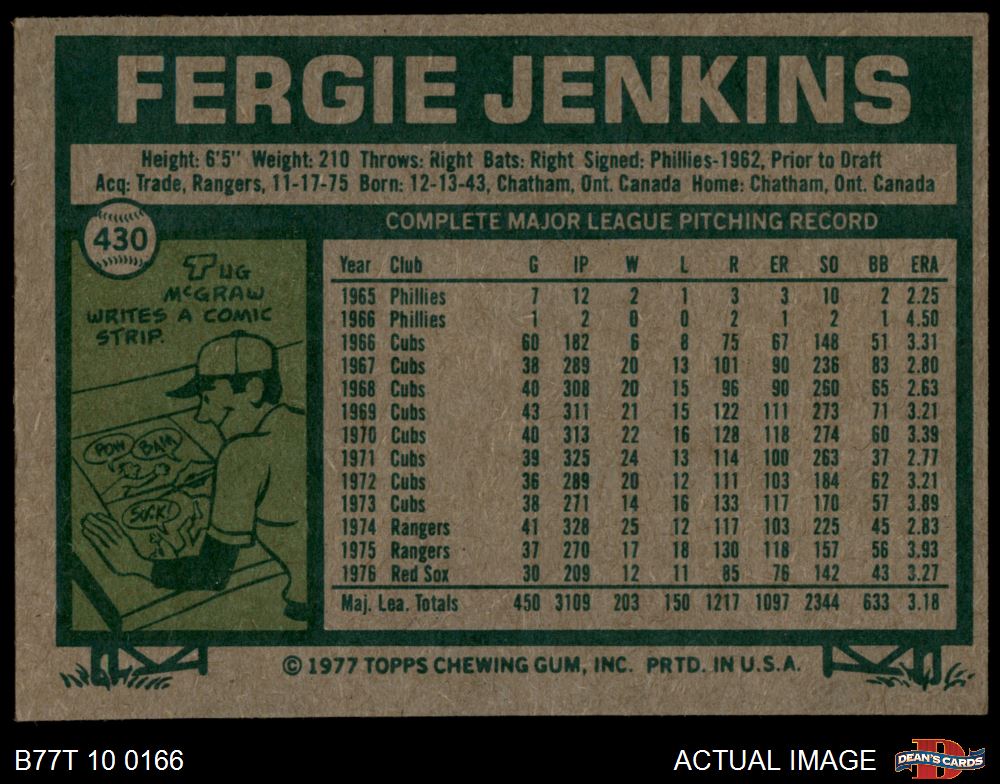 FERGIE JENKINS
Height: 6'5" Weight: 210 Throws: Right Bats: Right Signed: Phillies-1962, Prior to Draft
Acq: Trade, Rangers, 11-17-75 Born: 12-13-43, Chatham, Ont. Canada Home: Chatham, Ont. Canada
430
TUG
McGRAW
WRITES A COMIC
STRIP.
POW BAM
SOCK!
COMPLETE MAJOR LEAGUE PITCHING RECORD
Year Club G IP W L R ER SO BB ERA
1965 Phillies 7 12 2 1 3 3 10 2 2.25
1966 Phillies 1 2 0 0 2 1 2 1 4.50
1966 Cubs 60 182 6 8 75 67 148 51 3.31
1967 Cubs 38 289 20 13 101 90 236 83 2.80
1968 Cubs 40 308 20 15 96 90 260 65 2.63
1969 Cubs 43 311 21 15 122 111 273 71 3.21
1970 Cubs 40 313 22 16 128 118 274 60 3.39
1971 Cubs 39 325 24 13 114 100 263 37 2.77
1972 Cubs 36 289 20 12 111 103 184 62 3.21
1973 Cubs 38 271 14 16 133 117 170 57 3.89
1974 Rangers 41 328 25 12 117 103 225 45 2.83
1975 Rangers 37 270 17 18 130 118 157 56 3.93
1976 Red Sox 30 209 12 11 85 76 142 43 3.27
Maj. Lea. Totals 450 3109 203 150 1217 1097 2344 633 3.18
© 1977 TOPPS CHEWING GUM, INC. PRTD. IN U.S.A.
B77T 10 0166
ACTUAL IMAGE
D
DEAN'S CARDS